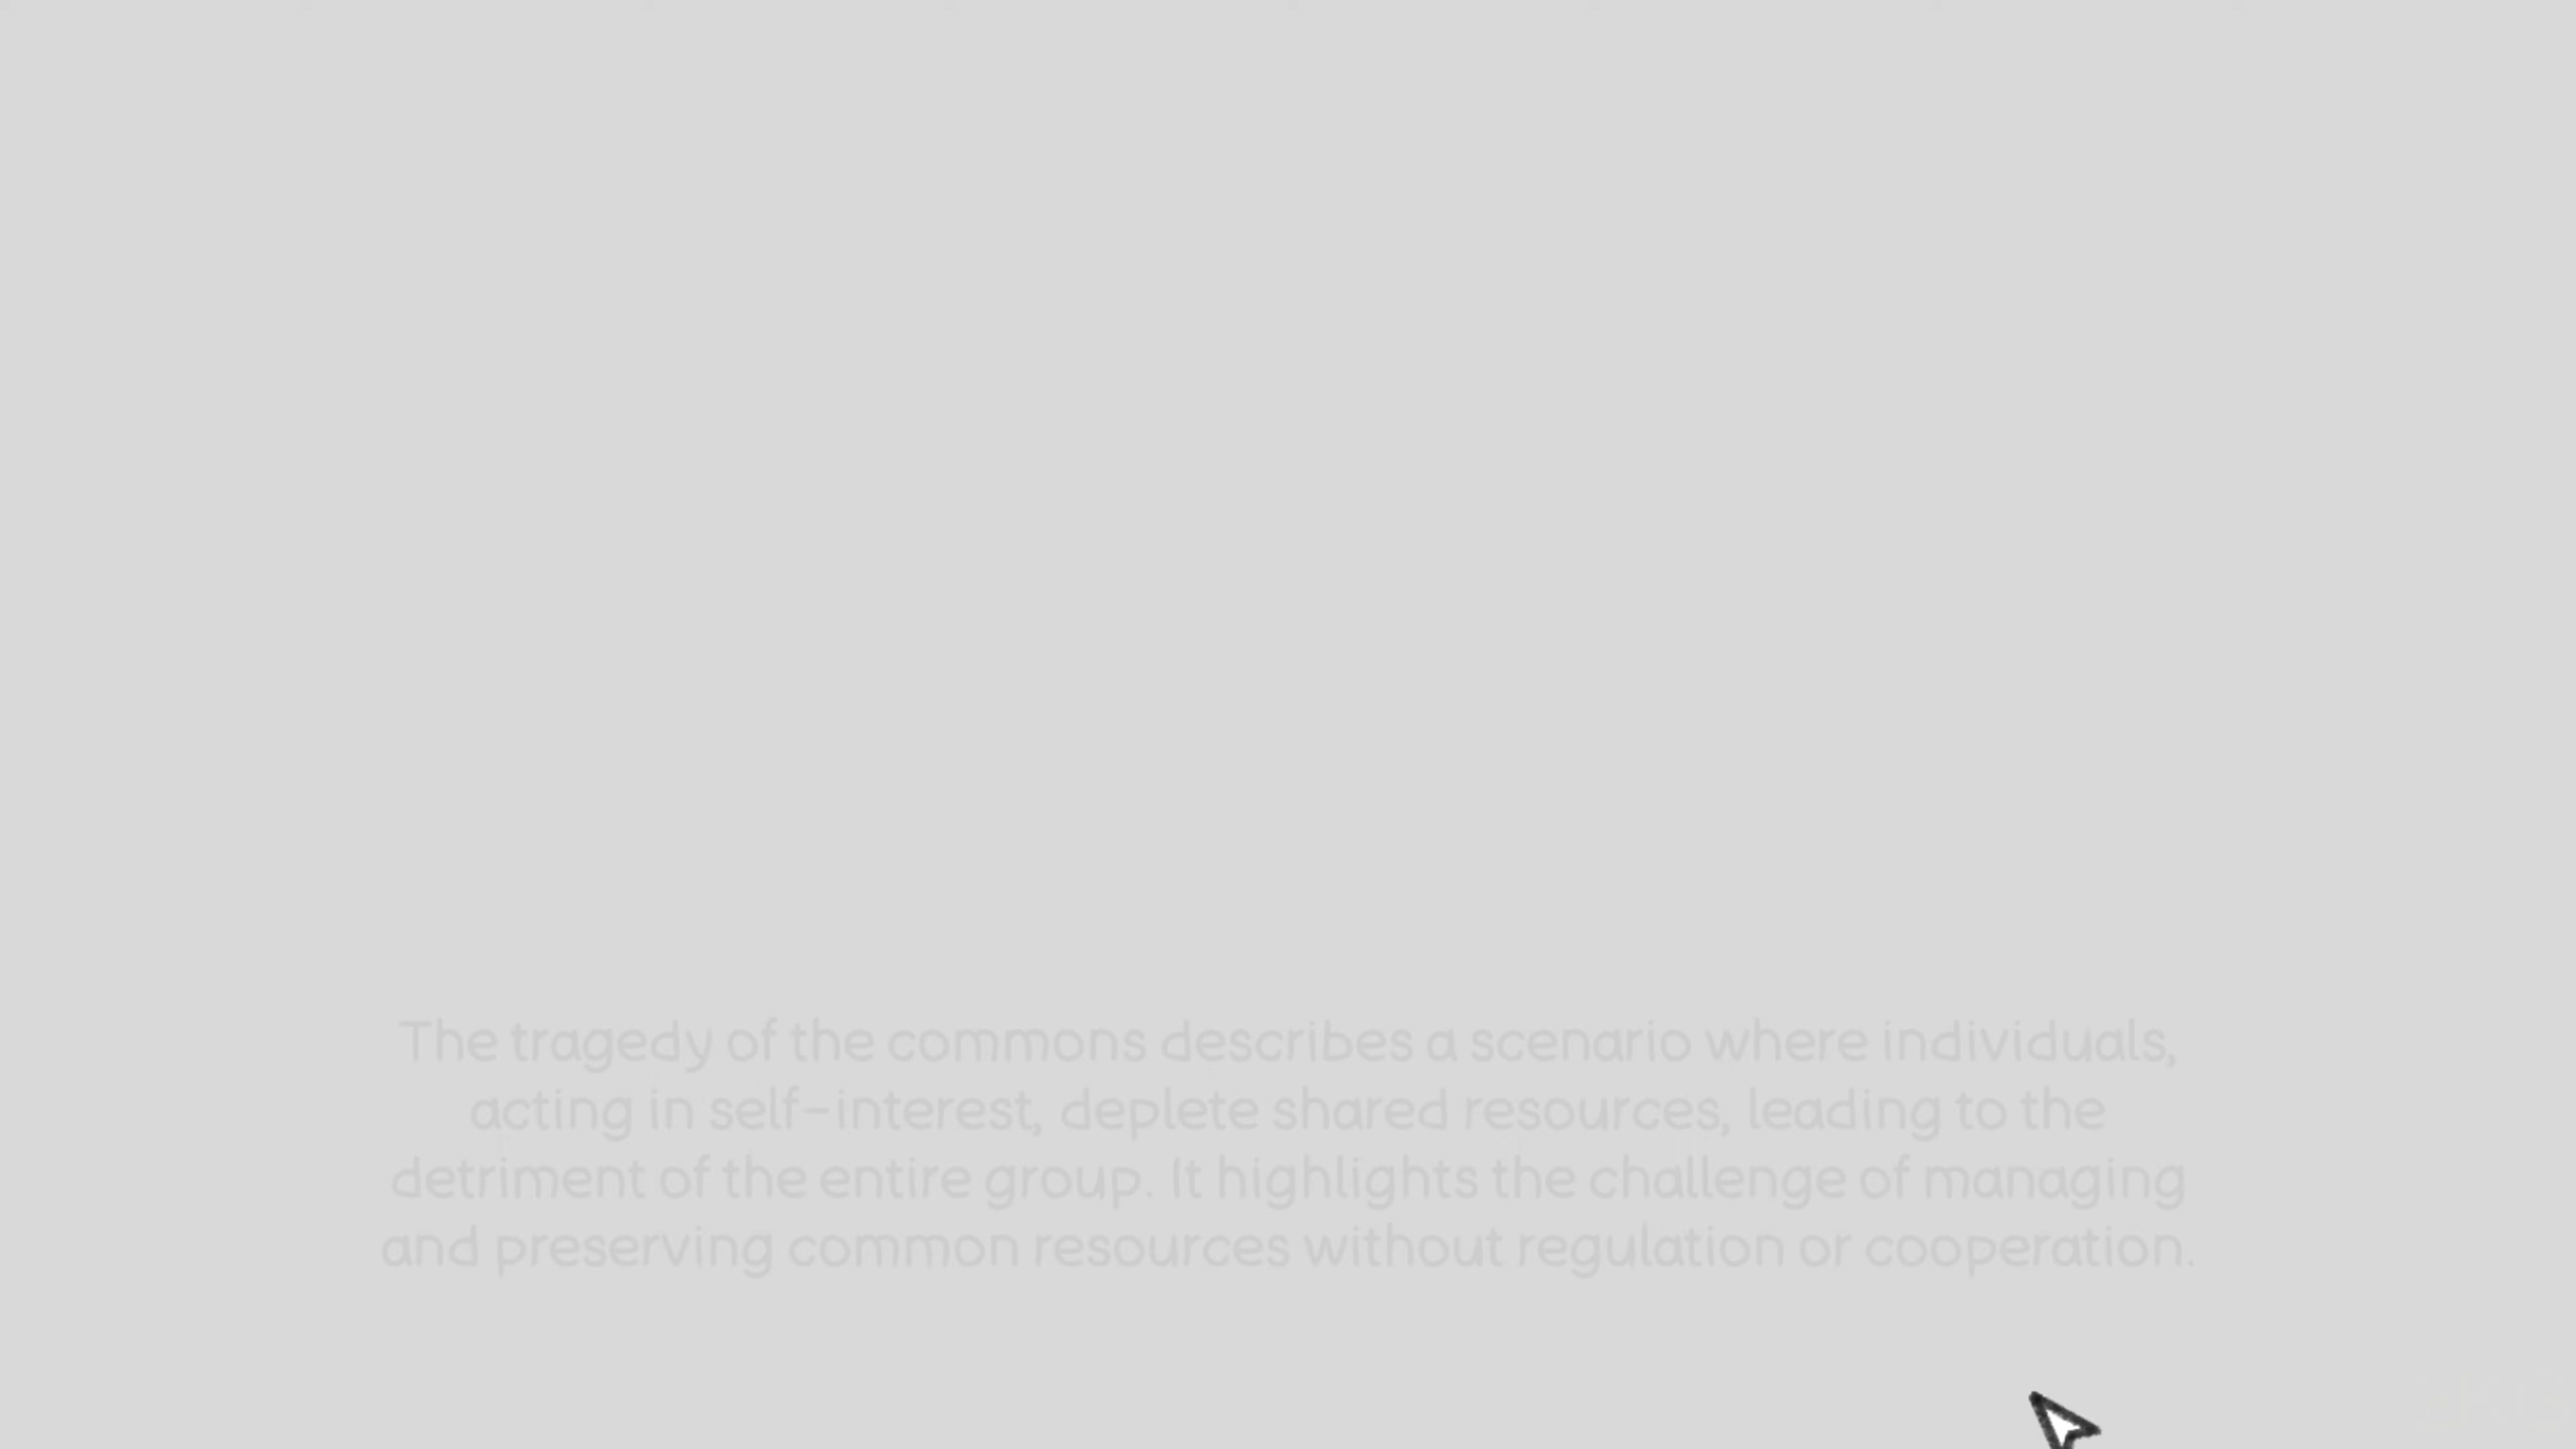 The tragedy of the commons describes a scenario where individuals,
acting in self-interest, deplete shared resources, leading to the
detriment of the entire group. It highlights the challenge of managing
and preserving common resources without regulation or cooperation.